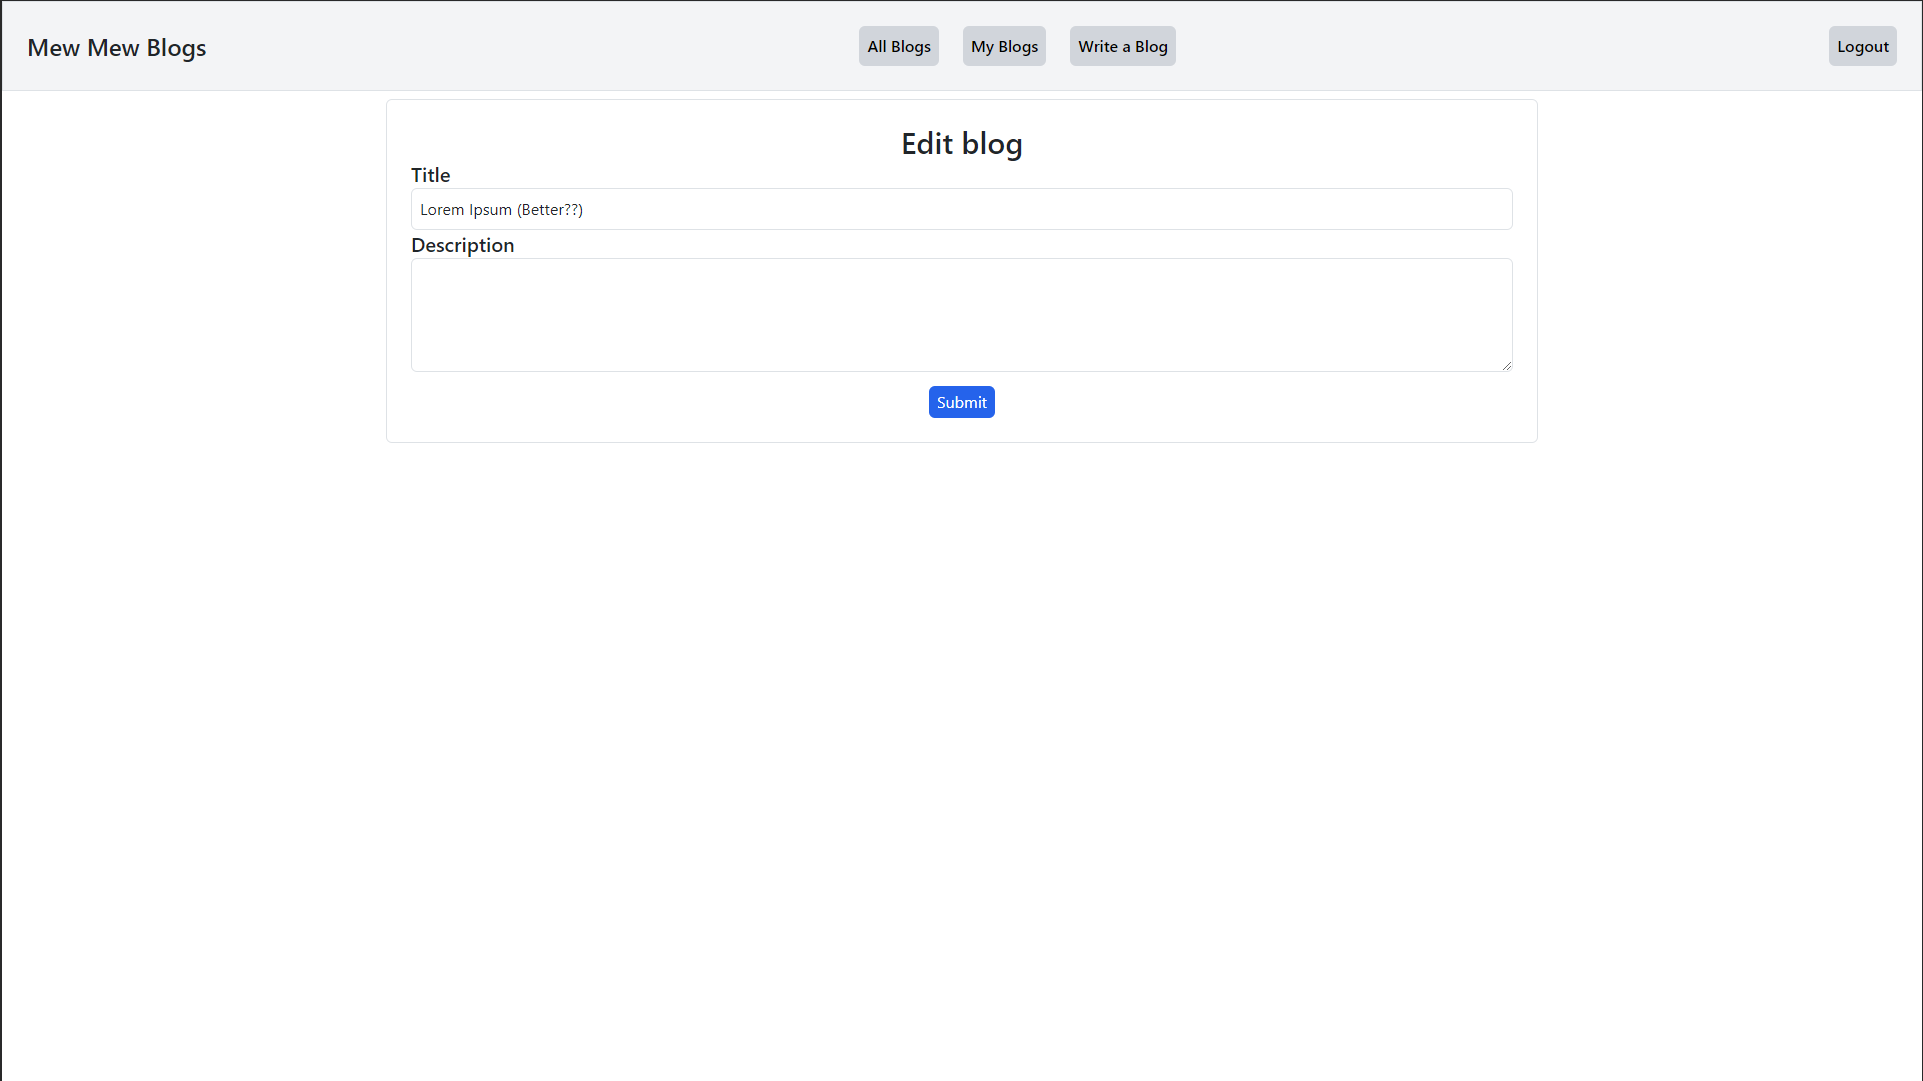 Mew Mew Blogs
All Blogs
My Blogs
Write a Blog
Logout
Edit blog
Title
Lorem Ipsum (Better??)
Description
Submit